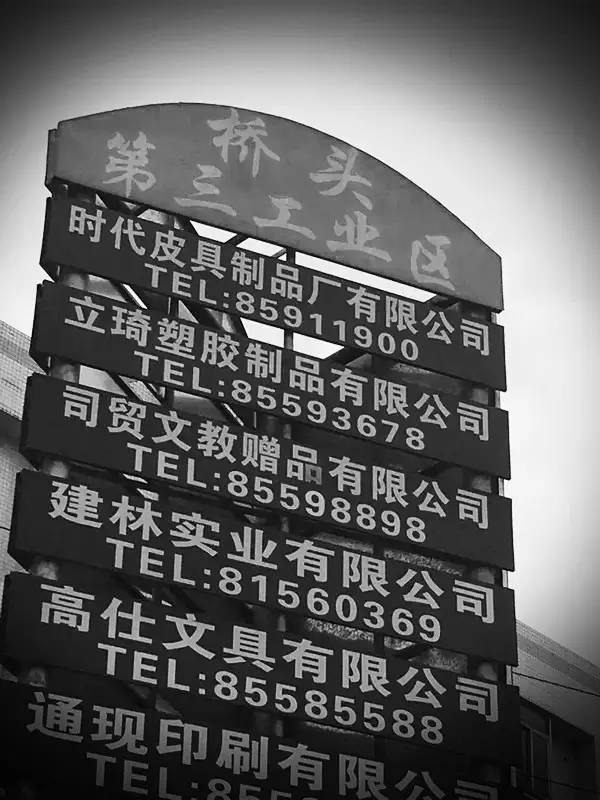 桥头
第三工业区
时代皮具制品厂有限公司
TEL:85911900
立琦塑胶制品有限公司
TEL:85593678
司贸文教赠品有限公司
TEL:85598898
建林实业有限公司
TEL:81560369
高仕文具有限公司
TEL:85585588
通现印刷有限公
TEL:855